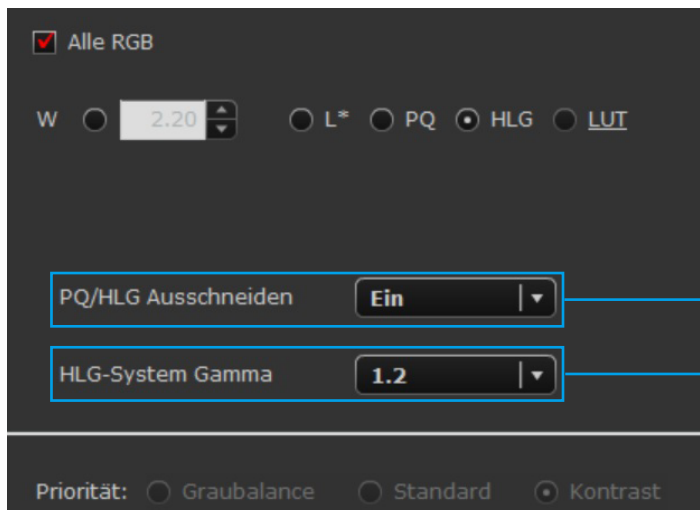 Alle RGB
W 2.20 L* PQ HLG LUT
PQ/HLG Ausschneiden Ein
HLG-System Gamma 1.2
Priorität: Graubalance Standard Kontrast